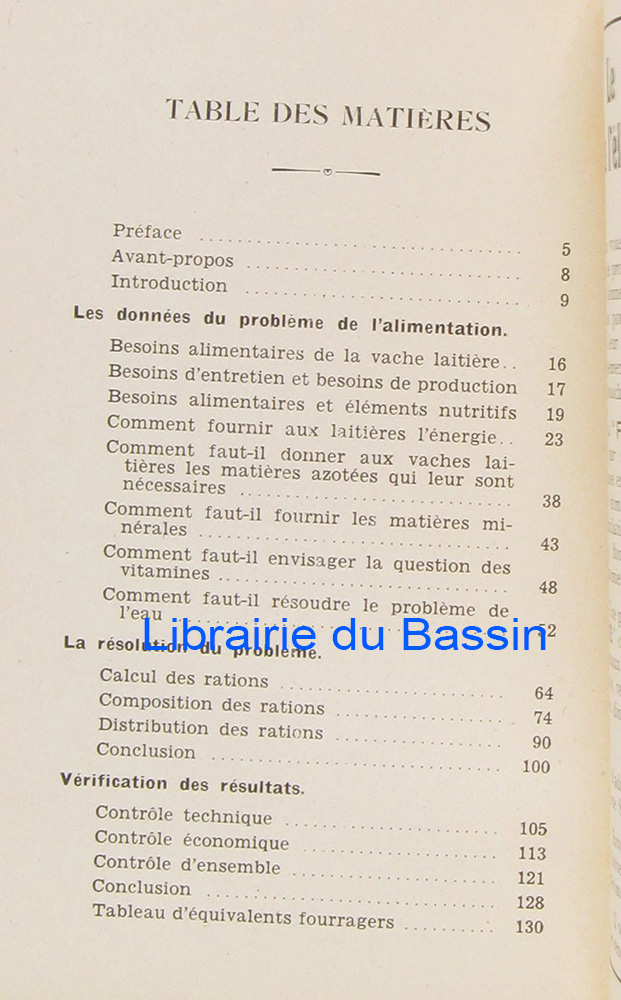 TABLE DES MATIÈRES
Préface ................................ 5
Avant-propos ........................... 8
Introduction ........................... 9
Les données du problème de l'alimentation.
Besoins alimentaires de la vache laitière.. 16
Besoins d'entretien et besoins de production 17
Besoins alimentaires et éléments nutritifs 19
Comment fournir aux laitières l'énergie.. 23
Comment faut-il donner aux vaches lai-
tières les matières azotées qui leur sont
nécessaires ........................... 38
Comment faut-il fournir les matières mi-
nérales ............................... 43
Comment faut-il envisager la question des
vitamines ............................. 48
Comment faut-il résoudre le problème de
l'eau ................................. 52
Librairie du Bassin
La résolution du problème.
Calcul des rations ..................... 64
Composition des rations ................ 74
Distribution des rations ............... 90
Conclusion ............................. 100
Vérification des résultats.
Contrôle technique ..................... 105
Contrôle économique .................... 113
Contrôle d'ensemble .................... 121
Conclusion ............................. 128
Tableau d'équivalents fourragers .......... 130
Le